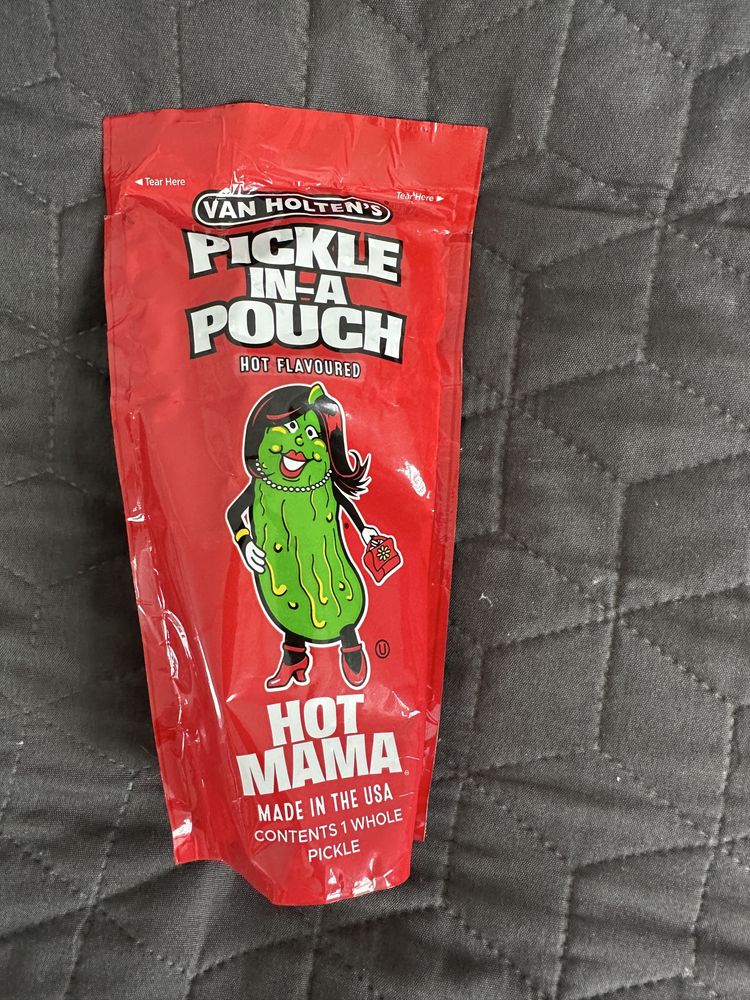 ◄ Tear Here
Tear Here ►
VAN HOLTEN'S
PICKLE
IN-A
POUCH
HOT FLAVOURED
U
HOT
MAMA
MADE IN THE USA
CONTENTS 1 WHOLE
PICKLE